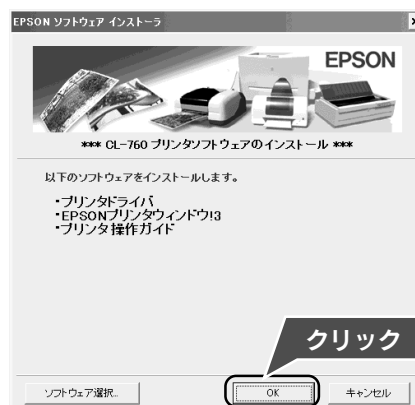 EPSON ソフトウェア インストーラ
EPSON
*** CL-760 プリンタソフトウェアのインストール ***
以下のソフトウェアをインストールします。
・プリンタドライバ
・EPSONプリンタウィンドウ!3
・プリンタ操作ガイド
クリック
ソフトウェア選択...
OK
キャンセル